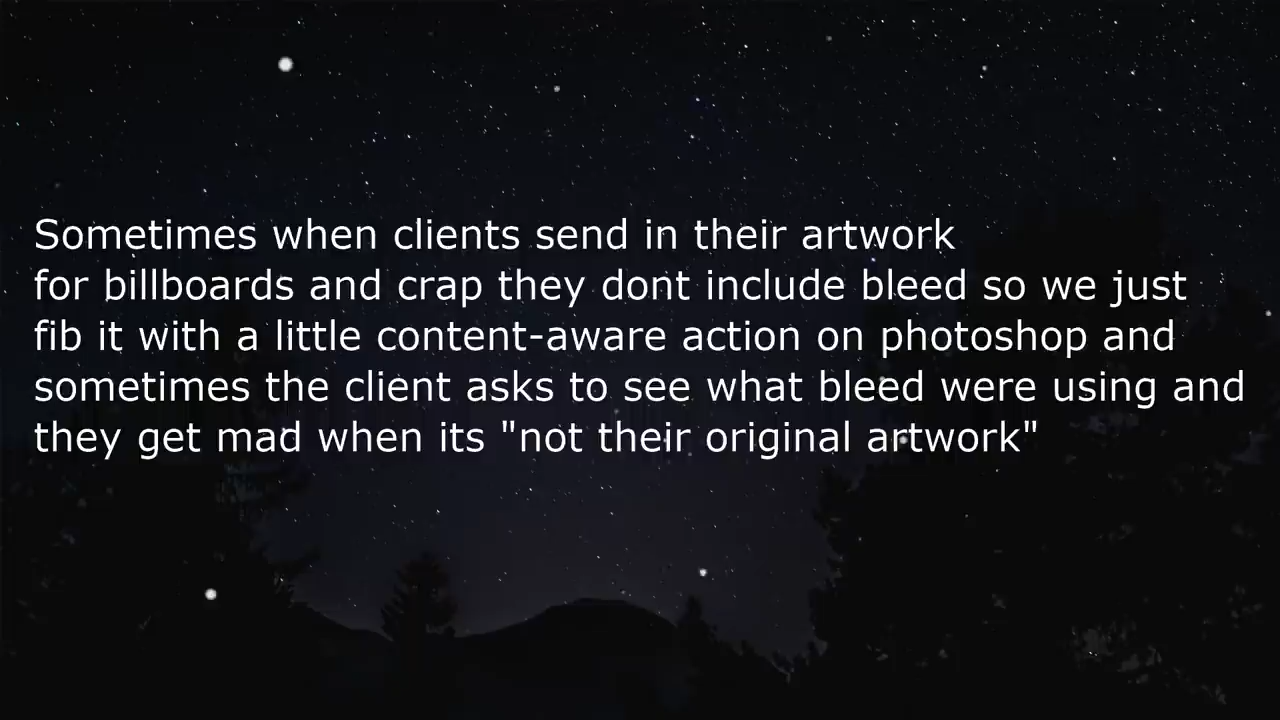 Sometimes when clients send in their artwork
for billboards and crap they dont include bleed so we just
fib it with a little content-aware action on photoshop and
sometimes the client asks to see what bleed were using and
they get mad when its "not their original artwork"